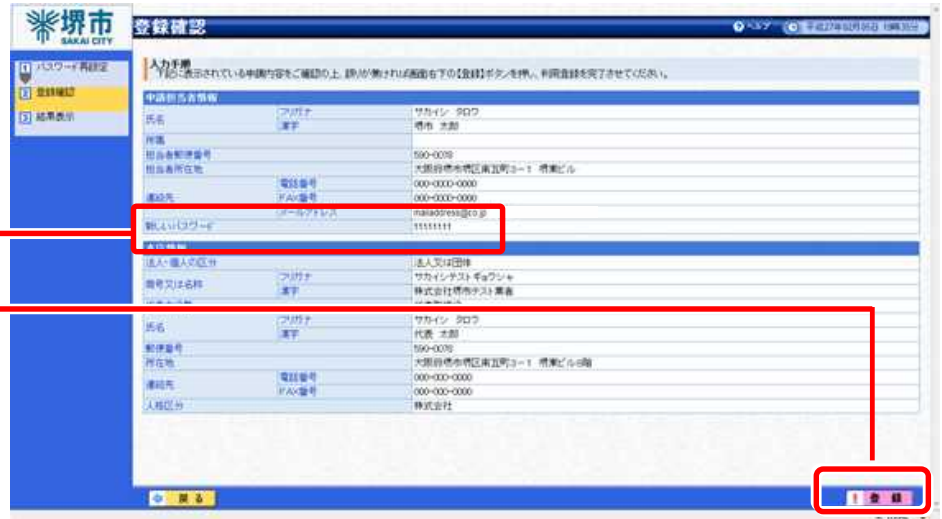 堺市
SAKAI CITY
登録確認
ヘルプ
1 パスワード再設定
2 登録確認
3 結果表示
入力手順
下記に表示されている申請内容をご確認の上、誤りが無ければ画面右下の【登録】ボタンを押し、利用登録を完了させてください。
申請担当者情報
氏名 フリガナ サカイシ タロウ
漢字 堺市 太郎
所属
担当者郵便番号 590-0078
担当者所在地 大阪府堺市堺区南瓦町3-1 堺東ビル
連絡先 電話番号 000-0000-0000
FAX番号 000-0000-0000
メールアドレス mailaddress@co.jp
新しいパスワード 11111111
本店情報
法人・個人の区分 法人又は団体
商号又は名称 フリガナ サカイシテストギョウシャ
漢字 株式会社堺市テスト業者
氏名 フリガナ サカイシ タロウ
漢字 代表 太郎
郵便番号 590-0078
所在地 大阪府堺市堺区南瓦町3-1 堺東ビル8階
連絡先 電話番号 000-000-0000
FAX番号 000-000-0000
人格区分 株式会社
戻る
! 登録